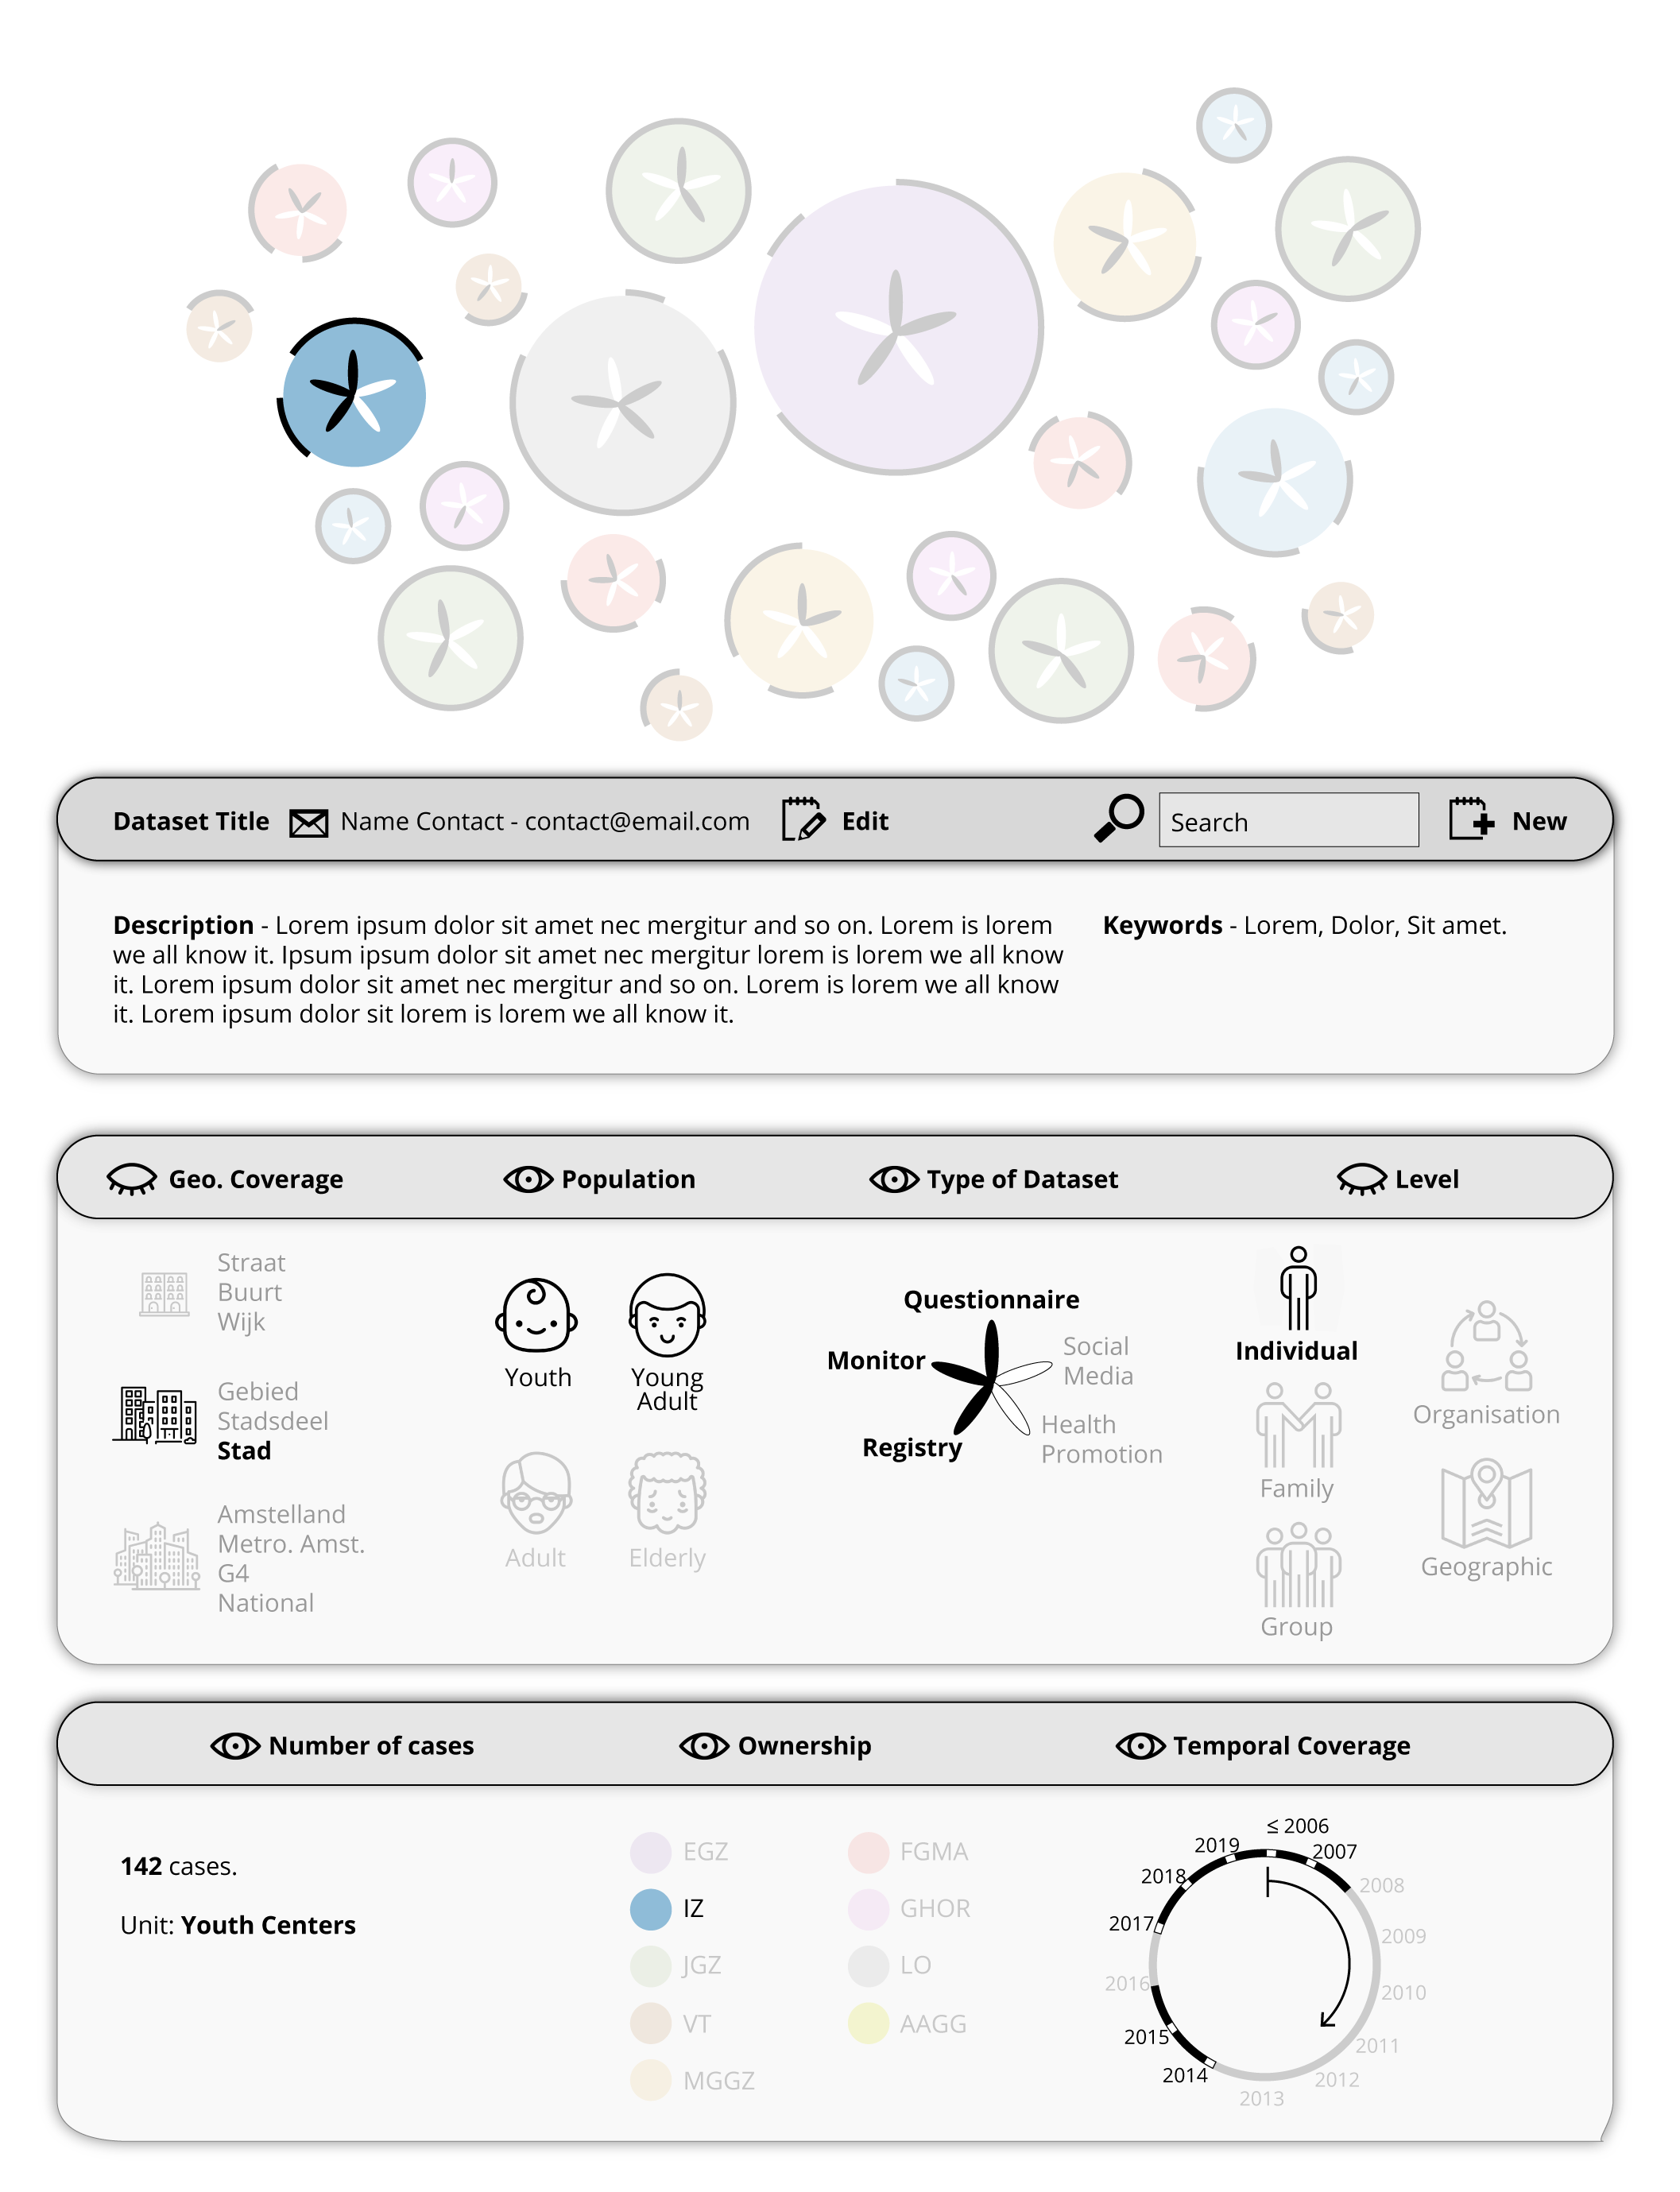 Dataset Title Name Contact - contact@email.com Edit Search New
Description - Lorem ipsum dolor sit amet nec mergitur and so on. Lorem is lorem
we all know it. Ipsum ipsum dolor sit amet nec mergitur lorem is lorem we all know
it. Lorem ipsum dolor sit amet nec mergitur and so on. Lorem is lorem we all know
it. Lorem ipsum dolor sit lorem is lorem we all know it.
Keywords - Lorem, Dolor, Sit amet.
Geo. Coverage Population Type of Dataset Level
Straat
Buurt
Wijk
Gebied
Stadsdeel
Stad
Amstelland
Metro. Amst.
G4
National
Youth
Young
Adult
Adult
Elderly
Questionnaire
Monitor
Social
Media
Registry
Health
Promotion
Individual
Family
Group
Organisation
Geographic
Number of cases Ownership Temporal Coverage
142 cases.
Unit: Youth Centers
EGZ
IZ
JGZ
VT
MGGZ
FGMA
GHOR
LO
AAGG
≤ 2006
2007
2008
2009
2010
2011
2012
2013
2014
2015
2016
2017
2018
2019